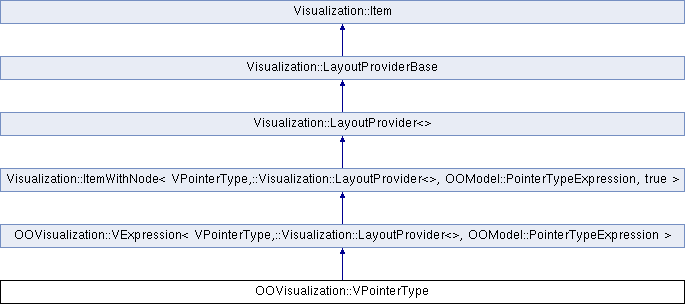 Visualization::Item
Visualization::LayoutProviderBase
Visualization::LayoutProvider<>
Visualization::ItemWithNode< VPointerType,::Visualization::LayoutProvider<>, OOModel::PointerTypeExpression, true >
OOVisualization::VExpression< VPointerType,::Visualization::LayoutProvider<>, OOModel::PointerTypeExpression >
OOVisualization::VPointerType